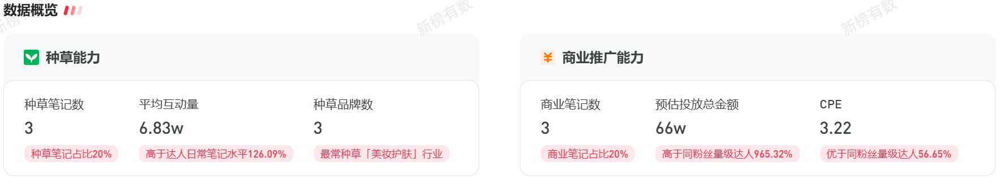 数据概览
新榜有数
新榜有数
新榜有数
种草能力
种草笔记数
3
种草笔记占比20%
平均互动量
6.83w
高于达人日常笔记水平126.09%
种草品牌数
3
最常种草「美妆护肤」行业
¥ 商业推广能力
商业笔记数
3
商业笔记占比20%
预估投放总金额
66w
高于同粉丝量级达人965.32%
CPE
3.22
优于同粉丝量级达人56.65%